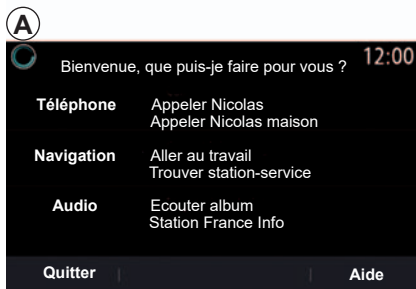 A
Bienvenue, que puis-je faire pour vous ? 12:00
Téléphone Appeler Nicolas
Appeler Nicolas maison
Navigation Aller au travail
Trouver station-service
Audio Ecouter album
Station France Info
Quitter Aide